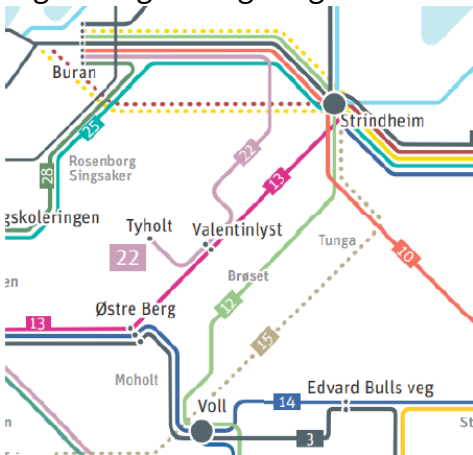 Buran
Strindheim
25
22
Rosenborg
Singsaker
28
13
gskoleringen
Tyholt
Valentinlyst
Tunga
22
10
en
Brøset
Østre Berg
12
13
15
Moholt
Edvard Bulls veg
Voll
14
n
St
3